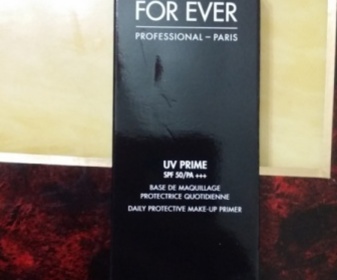 FOR EVER
PROFESSIONAL – PARIS
UV PRIME
SPF 50/PA +++
BASE DE MAQUILLAGE
PROTECTRICE QUOTIDIENNE
DAILY PROTECTIVE MAKE-UP PRIMER